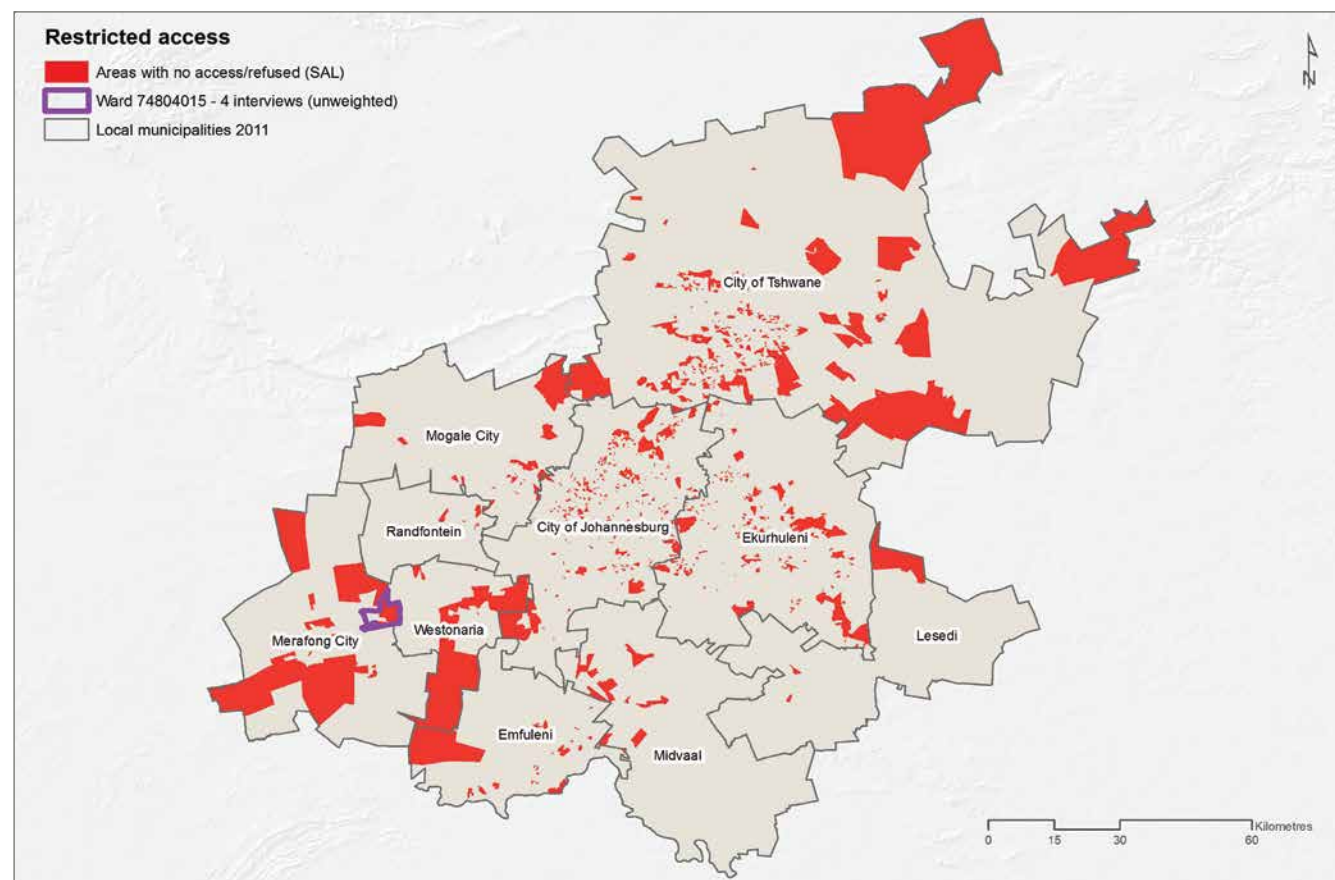 Restricted access
Areas with no access/refused (SAL)
Ward 74804015 - 4 interviews (unweighted)
Local municipalities 2011
N
City of Tshwane
Mogale City
Randfontein
City of Johannesburg
Ekurhuleni
Merafong City
Westonaria
Lesedi
Emfuleni
Midvaal
Kilometres
0 15 30 60